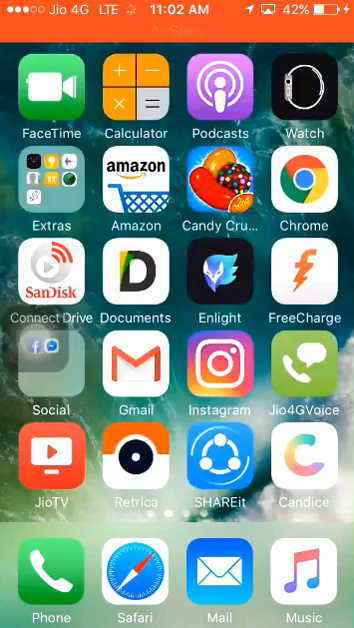 Jio 4G LTE 11:02 AM 42%
FaceTime Calculator Podcasts Watch
amazon
Extras Amazon Candy Cru... Chrome
SanDisk
Connect Drive Documents Enlight FreeCharge
Social Gmail Instagram Jio4GVoice
JioTV Retrica SHAREit Candice
Phone Safari Mail Music